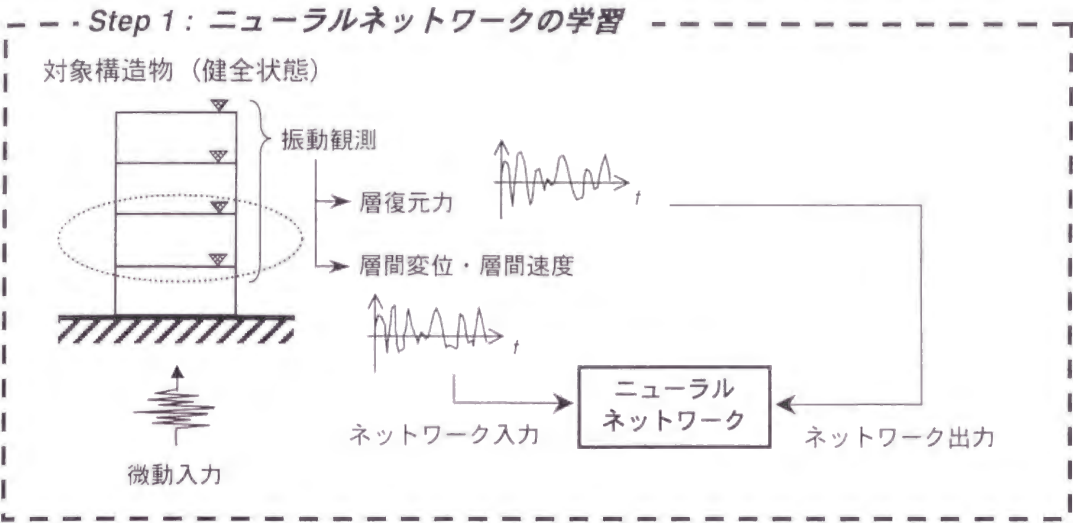 Step 1 : ニューラルネットワークの学習
対象構造物（健全状態）
振動観測
層復元力
t
層間変位・層間速度
t
ニューラル
ネットワーク
ネットワーク入力
ネットワーク出力
微動入力